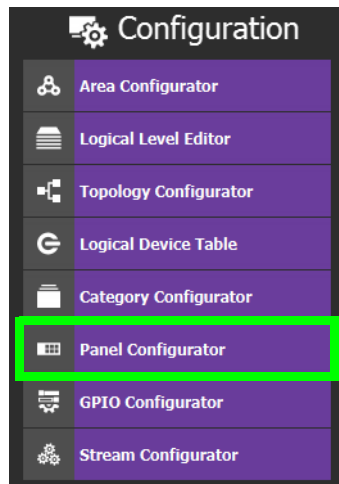 Configuration
Area Configurator
Logical Level Editor
Topology Configurator
Logical Device Table
Category Configurator
Panel Configurator
GPIO Configurator
Stream Configurator